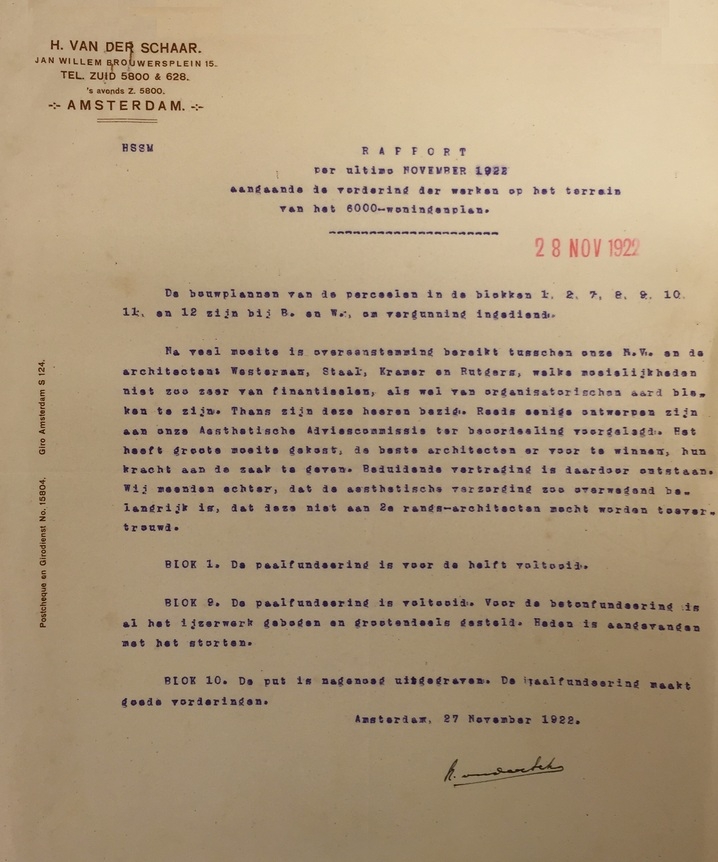 H. VAN DER SCHAAR.
JAN WILLEM BROUWERSPLEIN 15.
TEL. ZUID 5800 & 628.
's avonds Z. 5800.
-:- AMSTERDAM. -:-
HSSM
R A P P O R T
per ultimo NOVEMBER 1922
aangaande de vordering der werken op het terrein
van het 6000-woningenplan.
28 NOV 1922
De bouwplannen van de perceelen in de blokken 1, 2, 7, 8, 9, 10
11, en 12 zijn bij B. en W., om vergunning ingediend.
Na veel moeite is overeenstemming bereikt tusschen onze N.V. en de
architecten Westerman, Staal, Kramer en Rutgers, welke moeilijkheden
niet zoo zeer van financieelen, als wel van organisatorischen aard ble-
ken te zijn. Thans zijn deze heeren bezig. Reeds eenige ontwerpen zijn
aan onze Aesthetische Adviescommissie ter beoordeeling voorgelegd. Het
heeft groote moeite gekost, de beste architecten er voor te winnen, hun
kracht aan de zaak te geven. Beduidende vertraging is daardoor ontstaan.
Wij meenden echter, dat de aesthetische verzorging zoo overwegend be-
langrijk is, dat deze niet aan 2e rangs-architecten mocht worden toever-
trouwd.
BLOK 1. De paalfundeering is voor de helft voltooid.
BLOK 9. De paalfundeering is voltooid. Voor de betonfundeering is
al het ijzerwerk gebogen en grootendeels gesteld. Heden is aangevangen
met het storten.
BLOK 10. De put is nagenoeg uitgegraven. De paalfundeering maakt
goede vorderingen.
Amsterdam, 27 November 1922.
Postcheque en Girodienst No. 15804. Giro Amsterdam S 124.